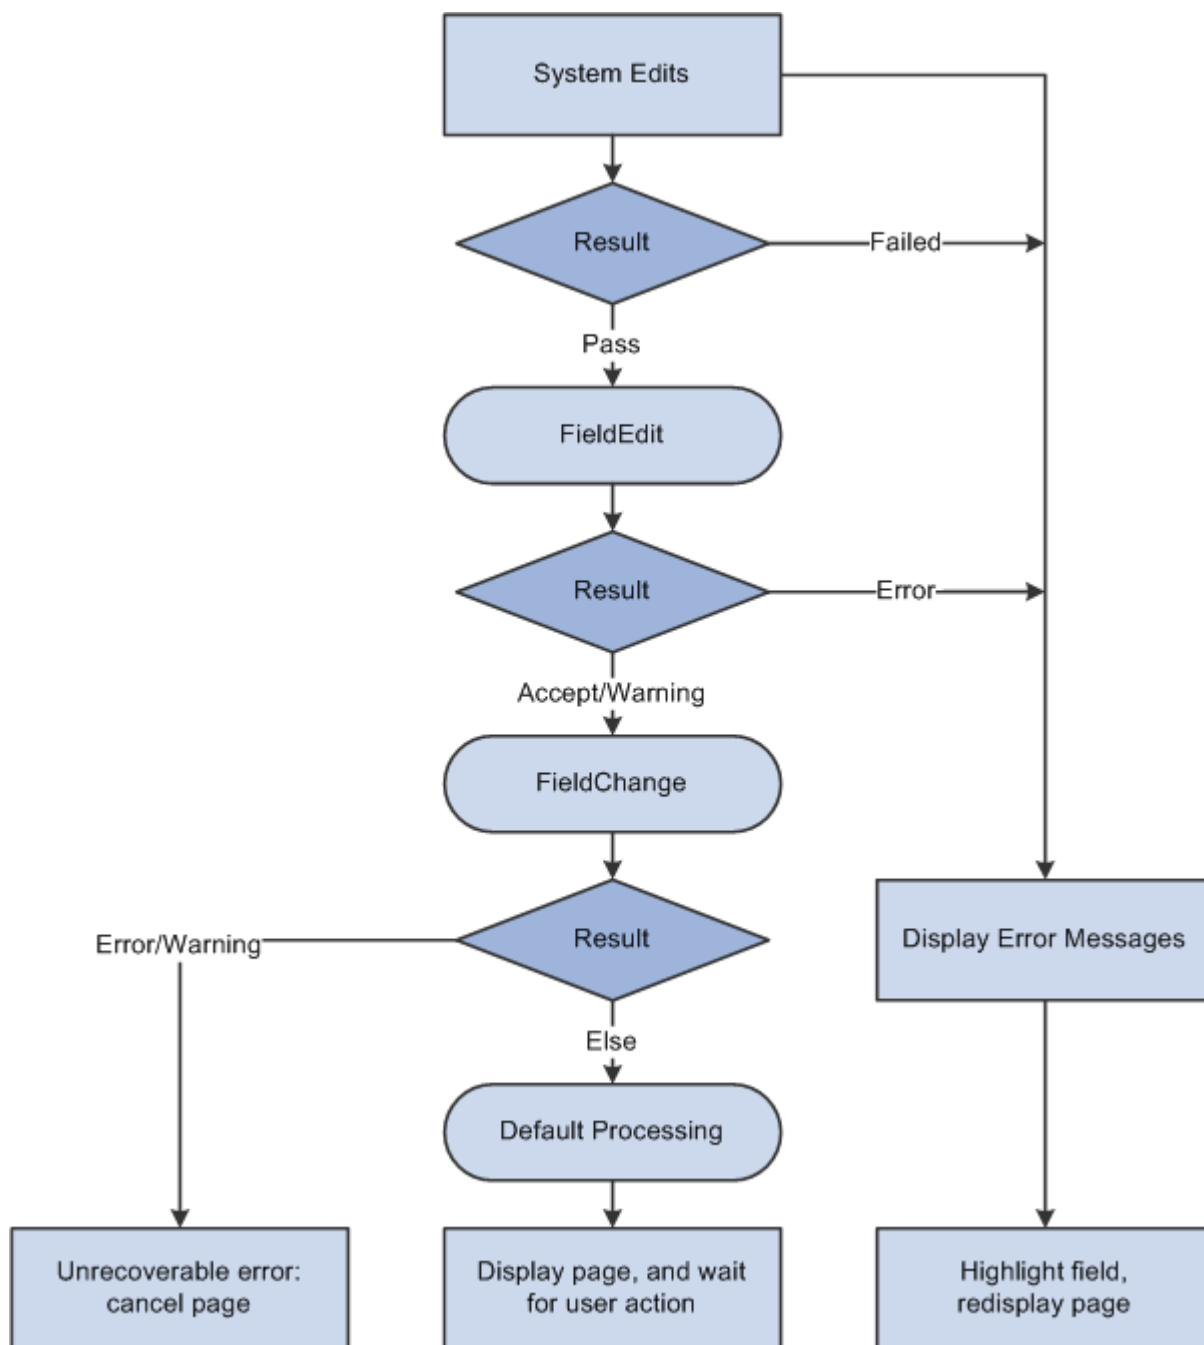 System Edits
Result
Failed
Pass
FieldEdit
Result
Error
Accept/Warning
FieldChange
Error/Warning
Result
Display Error Messages
Else
Default Processing
Unrecoverable error:
cancel page
Display page, and wait
for user action
Highlight field,
redisplay page